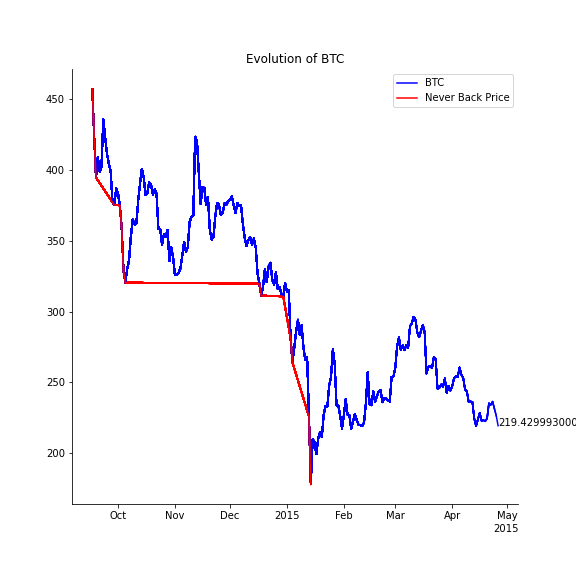 Evolution of BTC
BTC
Never Back Price
450
400
350
300
250
200
219.429993000
Oct
Nov
Dec
2015
Feb
Mar
Apr
May
2015